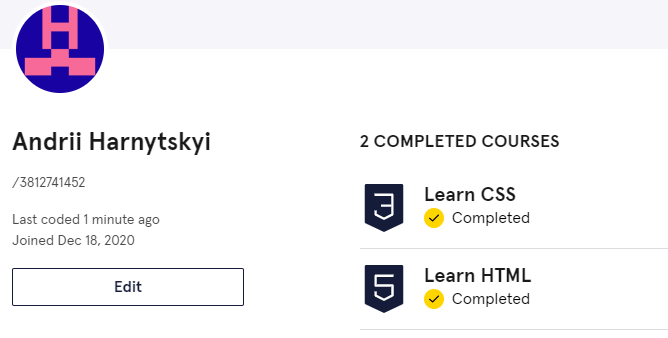 Andrii Harnytskyi
/3812741452
Last coded 1 minute ago
Joined Dec 18, 2020
Edit
2 COMPLETED COURSES
3
Learn CSS
Completed
5
Learn HTML
Completed